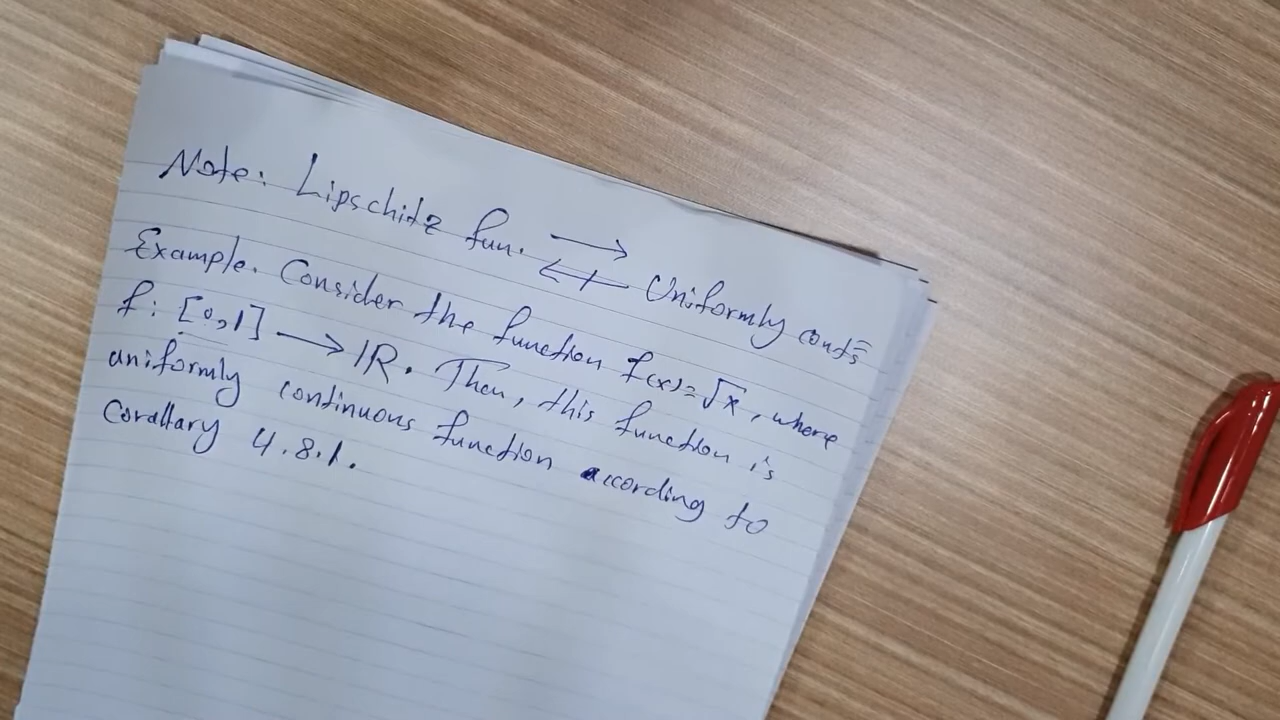 Note: Lipschitz fun. ⟶ ⟵/ Uniformly conts
Example. Consider the function f(x)=√x, where
f: [0,1] ⟶ IR. Then, this function is
uniformly continuous function according to
Corollary 4.8.1.